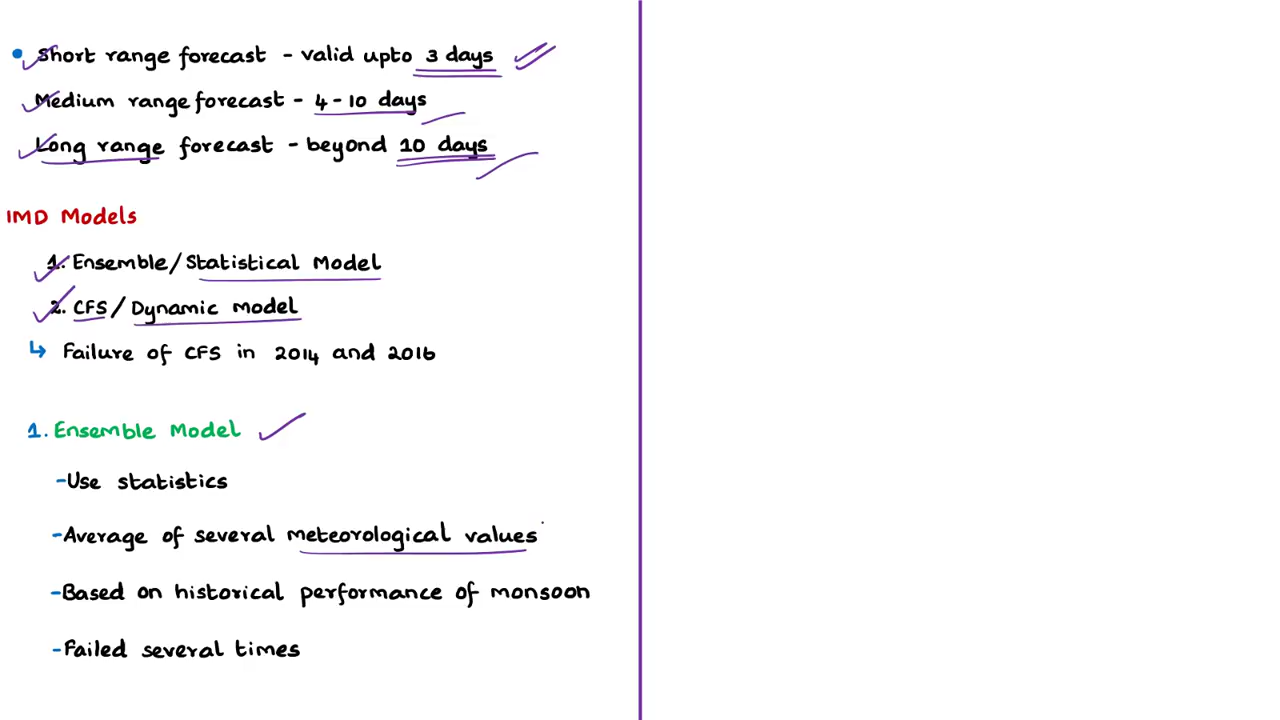 • Short range forecast - valid upto 3 days
Medium range forecast - 4-10 days
Long range forecast - beyond 10 days
IMD Models
1. Ensemble/Statistical Model
2. CFS/Dynamic model
↳ Failure of CFS in 2014 and 2016
1. Ensemble Model
-Use statistics
-Average of several meteorological values
-Based on historical performance of monsoon
-Failed several times